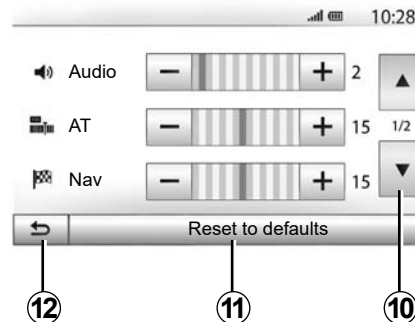 10:28
Audio − + 2
AT − + 15
1/2
Nav − + 15
Reset to defaults
12 11 10